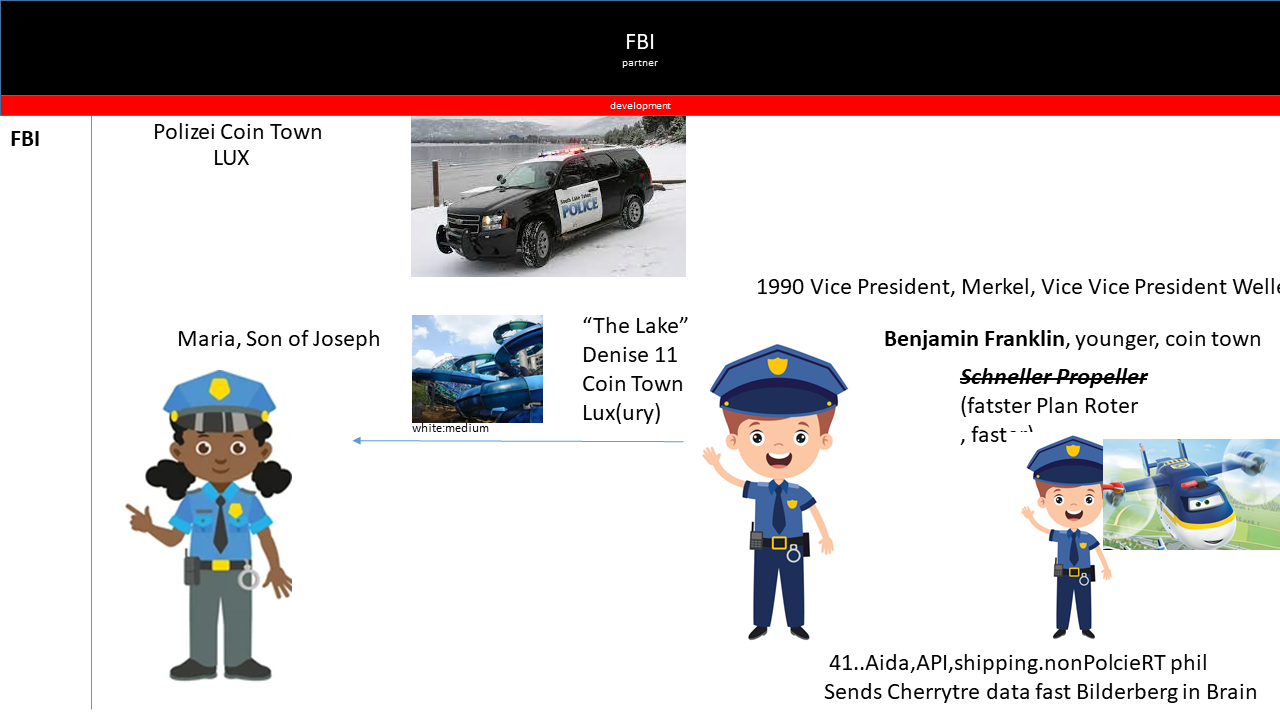 FBI
partner
development
FBI
Polizei Coin Town
LUX
South Lake Tahoe
POLICE
1990 Vice President, Merkel, Vice Vice President Welle
Maria, Son of Joseph
“The Lake”
Denise 11
Coin Town
Lux(ury)
white:medium
Benjamin Franklin, younger, coin town
Schneller Propeller
(fatster Plan Roter
, faster)
41..Aida,API,shipping.nonPolcieRT phil
Sends Cherrytre data fast Bilderberg in Brain